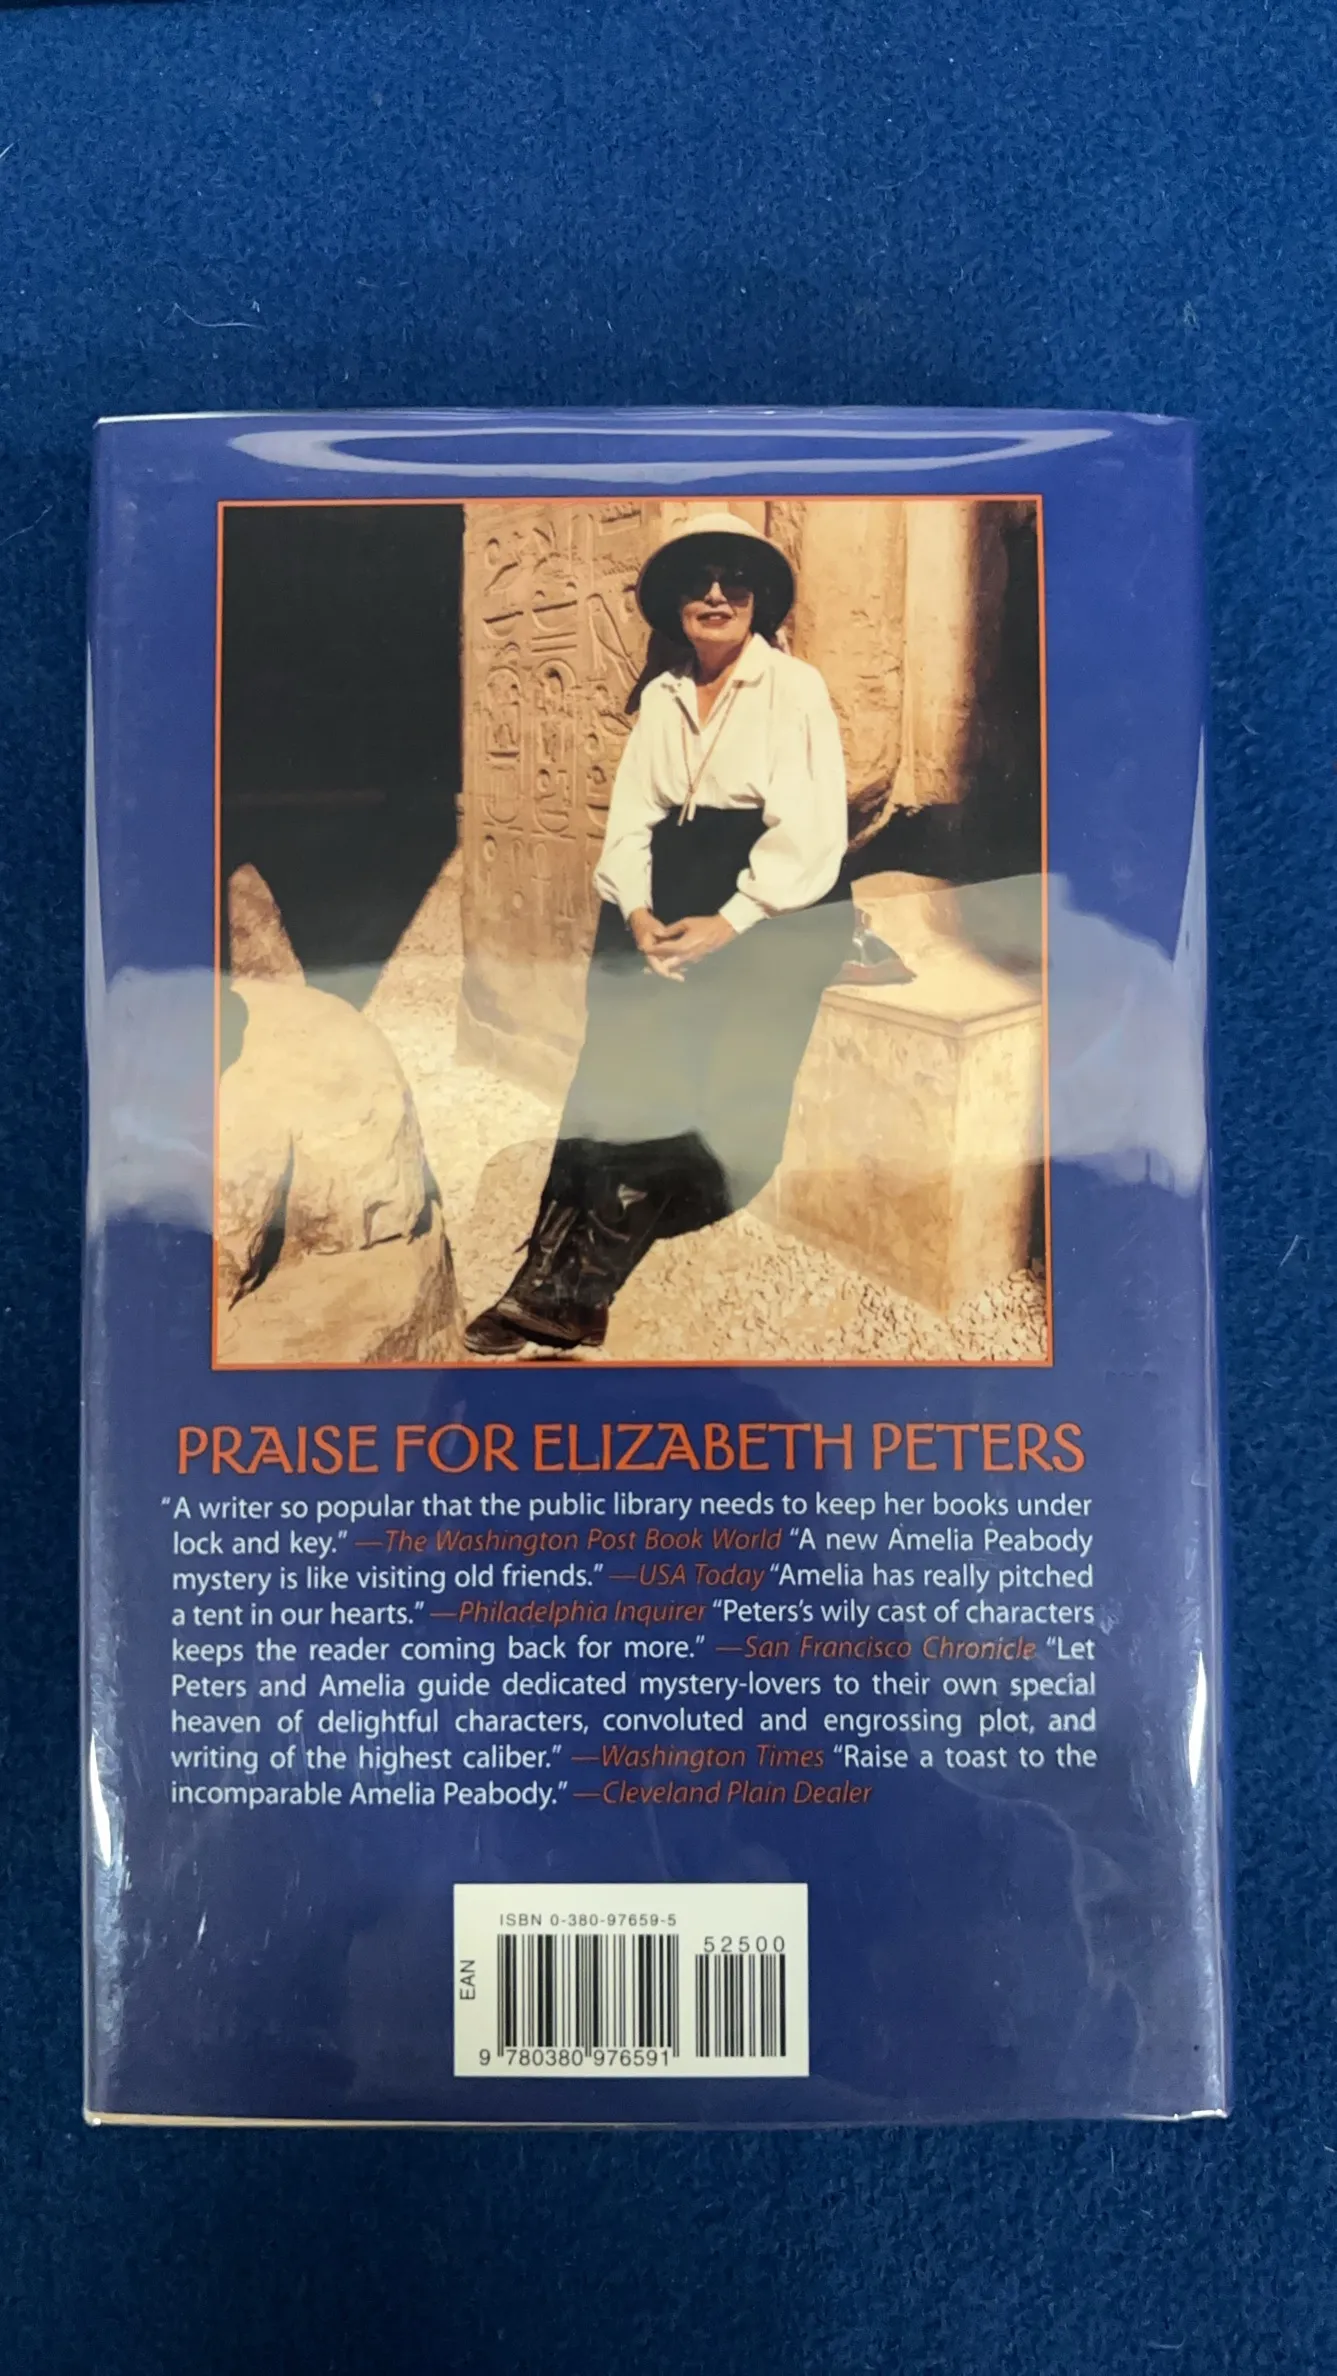 PRAISE FOR ELIZABETH PETERS
“A writer so popular that the public library needs to keep her books under
lock and key.” —The Washington Post Book World “A new Amelia Peabody
mystery is like visiting old friends.” —USA Today “Amelia has really pitched
a tent in our hearts.” —Philadelphia Inquirer “Peters’s wily cast of characters
keeps the reader coming back for more.” —San Francisco Chronicle “Let
Peters and Amelia guide dedicated mystery-lovers to their own special
heaven of delightful characters, convoluted and engrossing plot, and
writing of the highest caliber.” —Washington Times “Raise a toast to the
incomparable Amelia Peabody.” —Cleveland Plain Dealer
ISBN 0-380-97659-5
52500
EAN
9 780380 976591